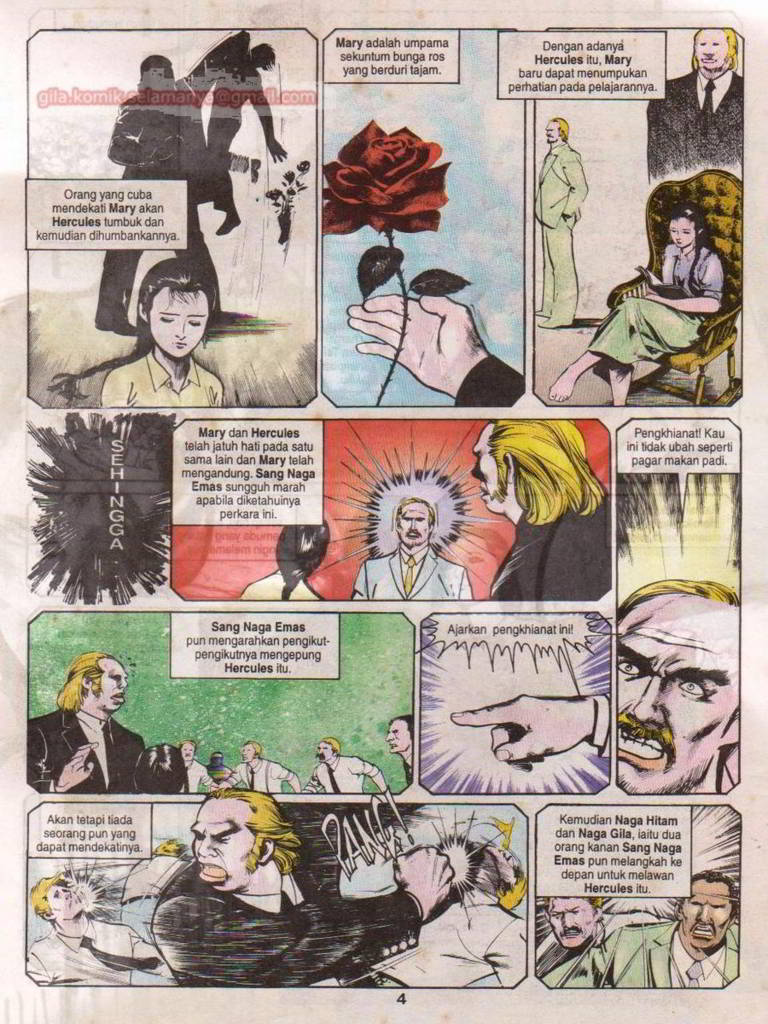 gila.komik.selamanya@gmail.com
Orang yang cuba
mendekati Mary akan
Hercules tumbuk dan
kemudian dihumbankannya.
Mary adalah umpama
sekuntum bunga ros
yang berduri tajam.
Dengan adanya
Hercules itu, Mary
baru dapat menumpukan
perhatian pada pelajarannya.
SEHINGGA
Mary dan Hercules
telah jatuh hati pada satu
sama lain dan Mary telah
mengandung. Sang Naga
Emas sungguh marah
apabila diketahuinya
perkara ini.
Pengkhianat! Kau
ini tidak ubah seperti
pagar makan padi.
Sang Naga Emas
pun mengarahkan pengikut-
pengikutnya mengepung
Hercules itu.
Ajarkan pengkhianat ini!
Akan tetapi tiada
seorang pun yang
dapat mendekatinya.
PANG!
Kemudian Naga Hitam
dan Naga Gila, iaitu dua
orang kanan Sang Naga
Emas pun melangkah ke
depan untuk melawan
Hercules itu.
4